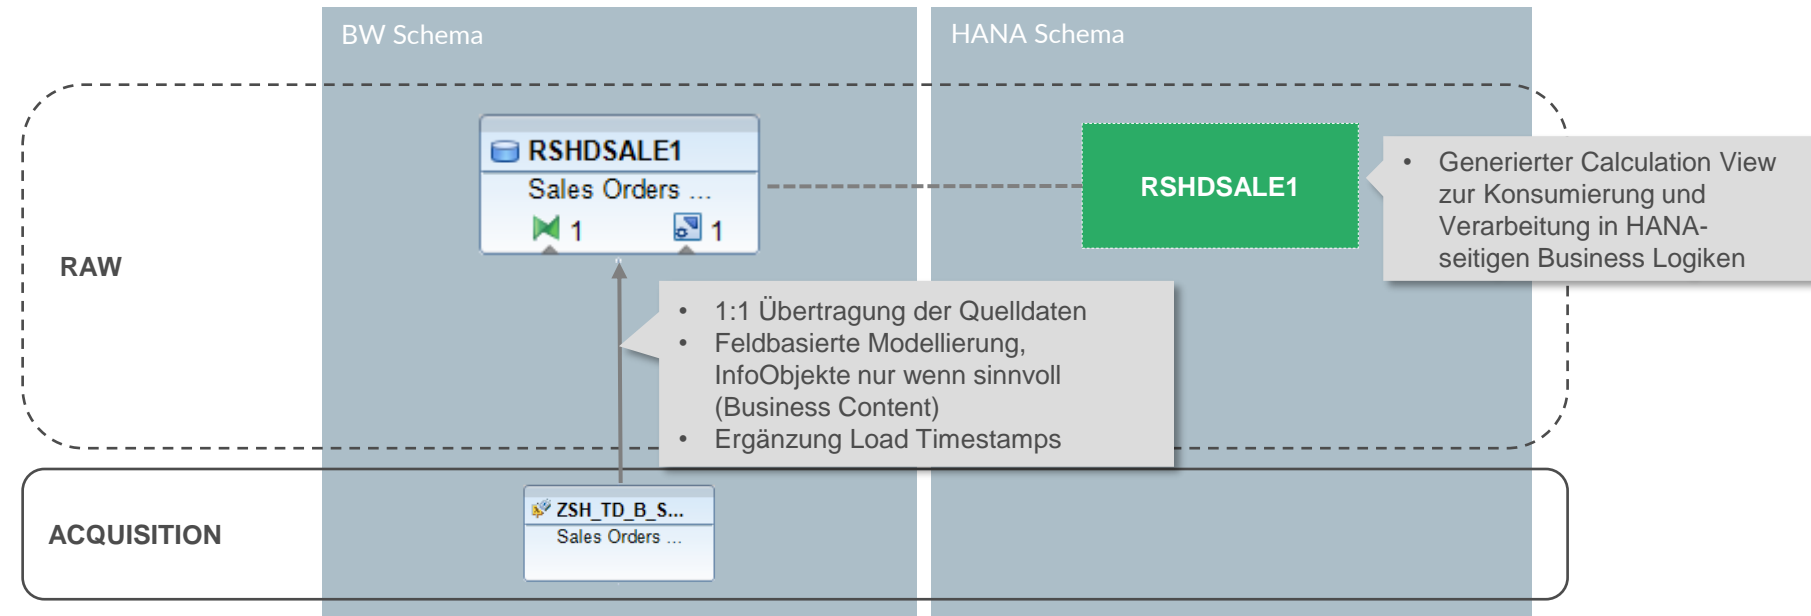 BW Schema
HANA Schema
RSHDSALE1
Sales Orders ...
1
1
RSHDSALE1
• Generierter Calculation View
zur Konsumierung und
Verarbeitung in HANA-
seitigen Business Logiken
RAW
• 1:1 Übertragung der Quelldaten
• Feldbasierte Modellierung,
InfoObjekte nur wenn sinnvoll
(Business Content)
• Ergänzung Load Timestamps
ACQUISITION
ZSH_TD_B_S...
Sales Orders ...